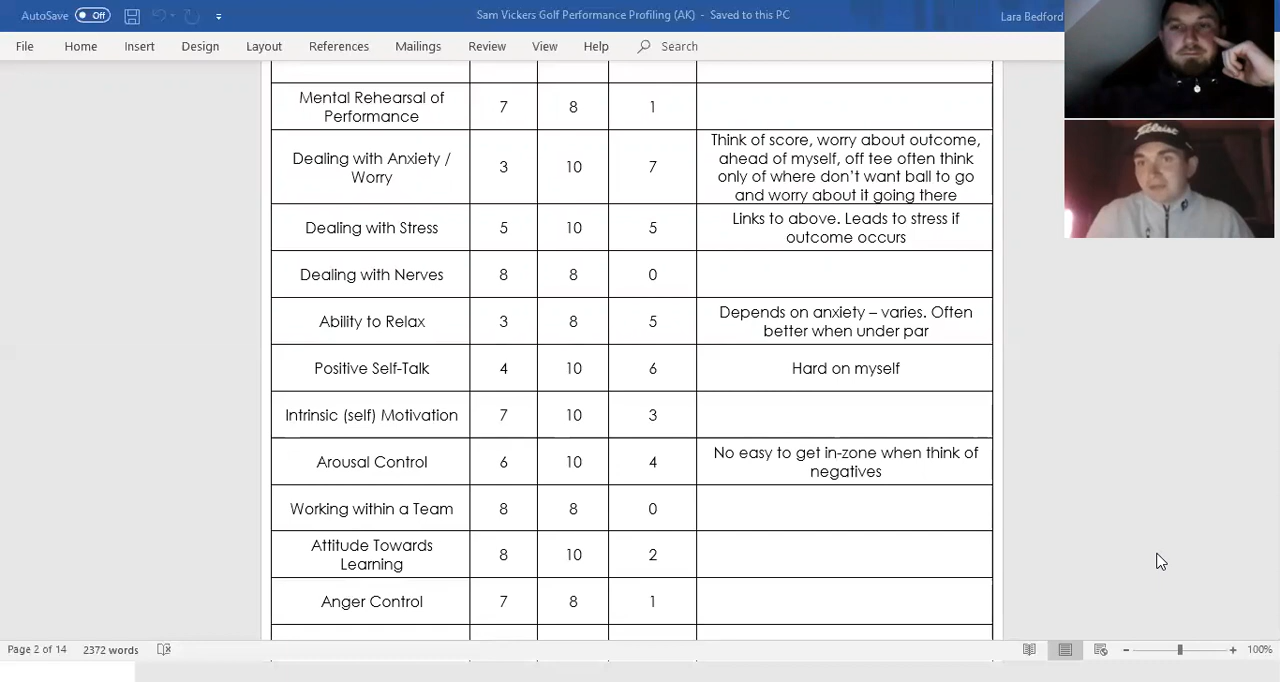 AutoSave Off
Sam Vickers Golf Performance Profiling (AK) - Saved to this PC
Lara Bedford
File Home Insert Design Layout References Mailings Review View Help Search
Mental Rehearsal of
Performance
7 8 1
Dealing with Anxiety /
Worry
3 10 7
Think of score, worry about outcome,
ahead of myself, off tee often think
only of where don't want ball to go
and worry about it going there
Dealing with Stress 5 10 5
Links to above. Leads to stress if
outcome occurs
Dealing with Nerves 8 8 0
Ability to Relax 3 8 5
Depends on anxiety – varies. Often
better when under par
Positive Self-Talk 4 10 6 Hard on myself
Intrinsic (self) Motivation 7 10 3
Arousal Control 6 10 4
No easy to get in-zone when think of
negatives
Working within a Team 8 8 0
Attitude Towards
Learning
8 10 2
Anger Control 7 8 1
Page 2 of 14 2372 words 100%
Titleist